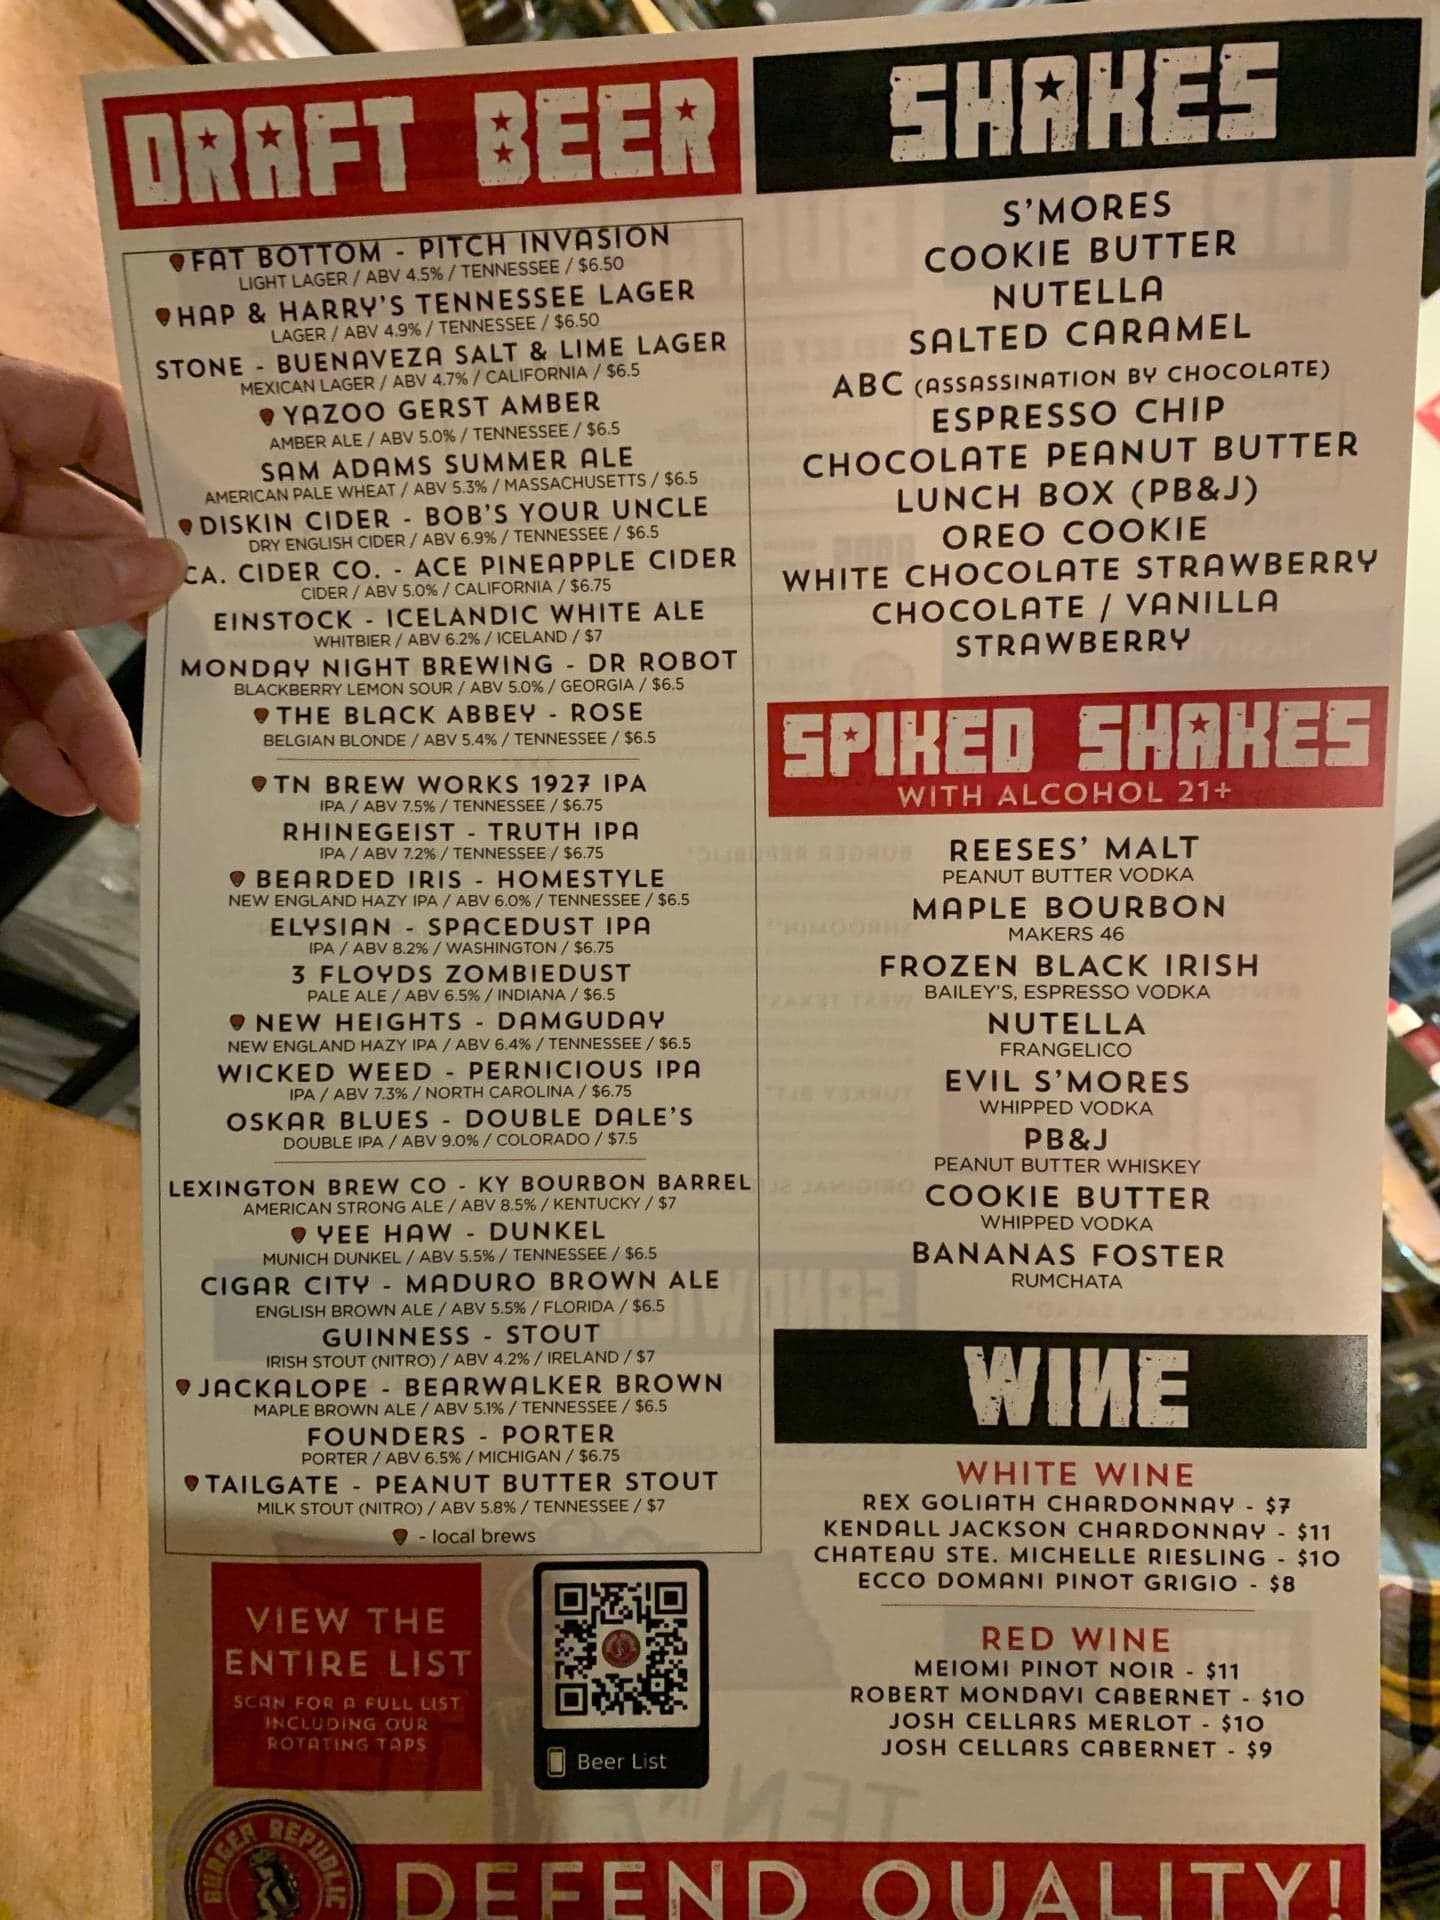 DRAFT BEER
FAT BOTTOM - PITCH INVASION
LIGHT LAGER / ABV 4.5% / TENNESSEE / $6.50
HAP & HARRY'S TENNESSEE LAGER
LAGER / ABV 4.9% / TENNESSEE / $6.50
STONE - BUENAVEZA SALT & LIME LAGER
MEXICAN LAGER / ABV 4.7% / CALIFORNIA / $6.5
YAZOO GERST AMBER
AMBER ALE / ABV 5.0% / TENNESSEE / $6.5
SAM ADAMS SUMMER ALE
AMERICAN PALE WHEAT / ABV 5.3% / MASSACHUSETTS / $6.5
DISKIN CIDER - BOB'S YOUR UNCLE
DRY ENGLISH CIDER / ABV 6.9% / TENNESSEE / $6.5
CA. CIDER CO. - ACE PINEAPPLE CIDER
CIDER / ABV 5.0% / CALIFORNIA / $6.75
EINSTOCK - ICELANDIC WHITE ALE
WHITBIER / ABV 6.2% / ICELAND / $7
MONDAY NIGHT BREWING - DR ROBOT
BLACKBERRY LEMON SOUR / ABV 5.0% / GEORGIA / $6.5
THE BLACK ABBEY - ROSE
BELGIAN BLONDE / ABV 5.4% / TENNESSEE / $6.5
TN BREW WORKS 1927 IPA
IPA / ABV 7.5% / TENNESSEE / $6.75
RHINEGEIST - TRUTH IPA
IPA / ABV 7.2% / TENNESSEE / $6.75
BEARDED IRIS - HOMESTYLE
NEW ENGLAND HAZY IPA / ABV 6.0% / TENNESSEE / $6.5
ELYSIAN - SPACEDUST IPA
IPA / ABV 8.2% / WASHINGTON / $6.75
3 FLOYDS ZOMBIEDUST
PALE ALE / ABV 6.5% / INDIANA / $6.5
NEW HEIGHTS - DAMGUDAY
NEW ENGLAND HAZY IPA / ABV 6.4% / TENNESSEE / $6.5
WICKED WEED - PERNICIOUS IPA
IPA / ABV 7.3% / NORTH CAROLINA / $6.75
OSKAR BLUES - DOUBLE DALE'S
DOUBLE IPA / ABV 9.0% / COLORADO / $7.5
LEXINGTON BREW CO - KY BOURBON BARREL
AMERICAN STRONG ALE / ABV 8.5% / KENTUCKY / $7
YEE HAW - DUNKEL
MUNICH DUNKEL / ABV 5.5% / TENNESSEE / $6.5
CIGAR CITY - MADURO BROWN ALE
ENGLISH BROWN ALE / ABV 5.5% / FLORIDA / $6.5
GUINNESS - STOUT
IRISH STOUT (NITRO) / ABV 4.2% / IRELAND / $7
JACKALOPE - BEARWALKER BROWN
MAPLE BROWN ALE / ABV 5.1% / TENNESSEE / $6.5
FOUNDERS - PORTER
PORTER / ABV 6.5% / MICHIGAN / $6.75
TAILGATE - PEANUT BUTTER STOUT
MILK STOUT (NITRO) / ABV 5.8% / TENNESSEE / $7
- local brews
VIEW THE
ENTIRE LIST
SCAN FOR A FULL LIST
INCLUDING OUR
ROTATING TAPS
Beer List
SHAKES
S'MORES
COOKIE BUTTER
NUTELLA
SALTED CARAMEL
ABC (ASSASSINATION BY CHOCOLATE)
ESPRESSO CHIP
CHOCOLATE PEANUT BUTTER
LUNCH BOX (PB&J)
OREO COOKIE
WHITE CHOCOLATE STRAWBERRY
CHOCOLATE / VANILLA
STRAWBERRY
SPIKED SHAKES
WITH ALCOHOL 21+
REESES' MALT
PEANUT BUTTER VODKA
MAPLE BOURBON
MAKERS 46
FROZEN BLACK IRISH
BAILEY'S, ESPRESSO VODKA
NUTELLA
FRANGELICO
EVIL S'MORES
WHIPPED VODKA
PB&J
PEANUT BUTTER WHISKEY
COOKIE BUTTER
WHIPPED VODKA
BANANAS FOSTER
RUMCHATA
WINE
WHITE WINE
REX GOLIATH CHARDONNAY - $7
KENDALL JACKSON CHARDONNAY - $11
CHATEAU STE. MICHELLE RIESLING - $10
ECCO DOMANI PINOT GRIGIO - $8
RED WINE
MEIOMI PINOT NOIR - $11
ROBERT MONDAVI CABERNET - $10
JOSH CELLARS MERLOT - $10
JOSH CELLARS CABERNET - $9
BURGER REPUBLIC
DEFEND QUALITY!